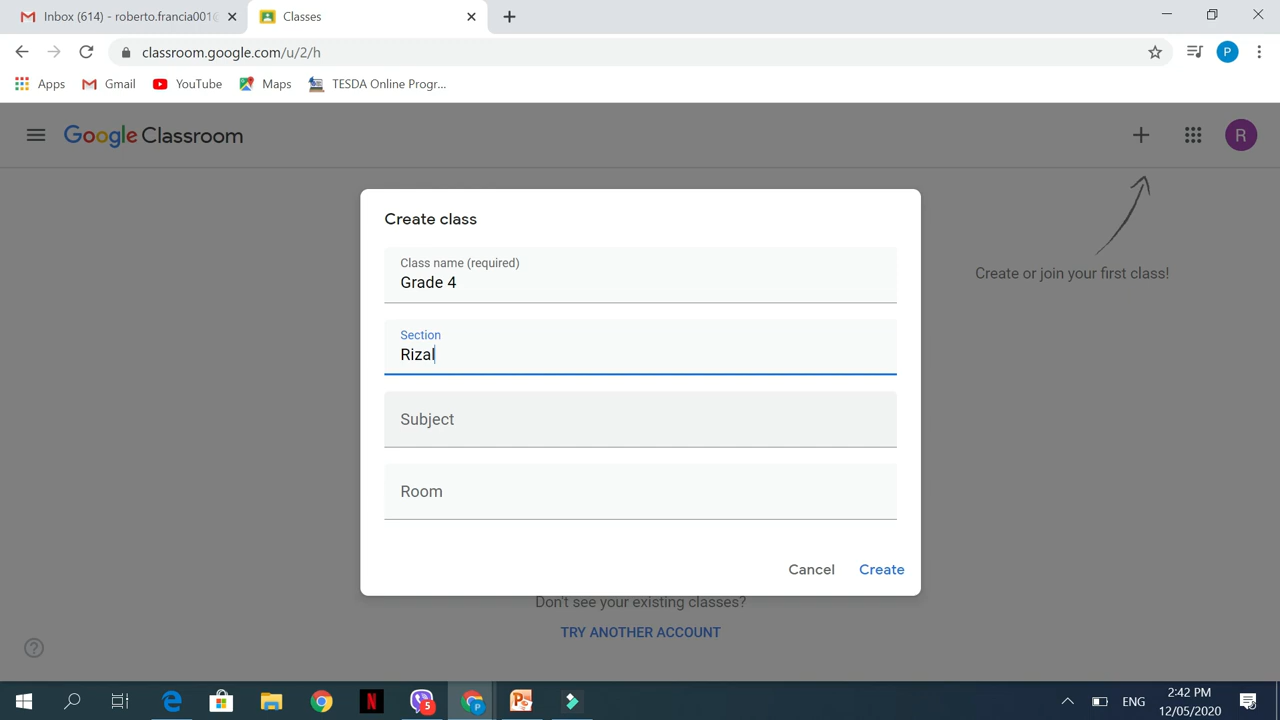 Inbox (614) - roberto.francia001@
Classes
classroom.google.com/u/2/h
P
Apps
Gmail
YouTube
Maps
TESDA Online Progr...
Google Classroom
R
Create or join your first class!
Create class
Class name (required)
Grade 4
Section
Rizal
Subject
Room
Cancel
Create
Don't see your existing classes?
TRY ANOTHER ACCOUNT
5
P
ENG
2:42 PM
12/05/2020